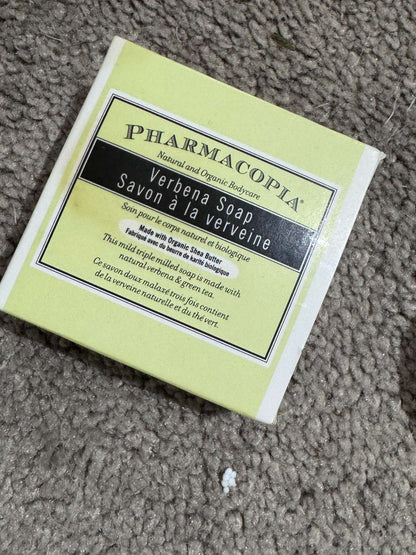 PHARMACOPIA®
Natural and Organic Bodycare
Verbena Soap
Savon à la verveine
Soin pour le corps naturel et biologique
Made with Organic Shea Butter
Fabriqué avec du beurre de karité biologique
This mild triple milled soap is made with
natural verbena & green tea.
Ce savon doux malaxé trois fois contient
de la verveine naturelle et du thé vert.